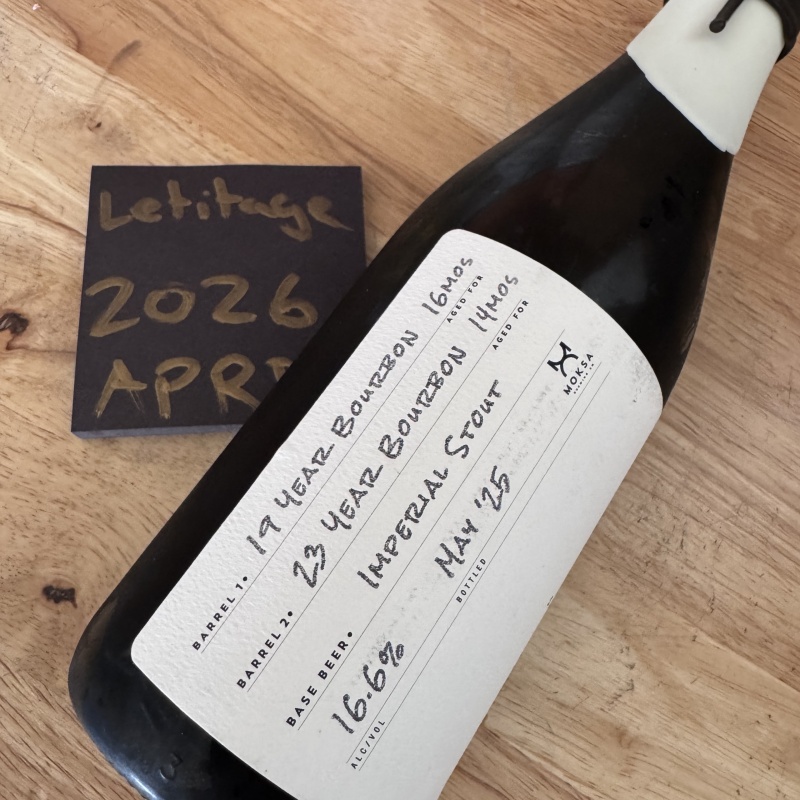 Letitage
2026
APR
BARREL 1• 19 YEAR BOURBON 16MOS
AGED FOR
BARREL 2• 23 YEAR BOURBON 14MOS
AGED FOR
BASE BEER• IMPERIAL STOUT
16.6% MAY '25
ALC/VOL BOTTLED
MOKSA